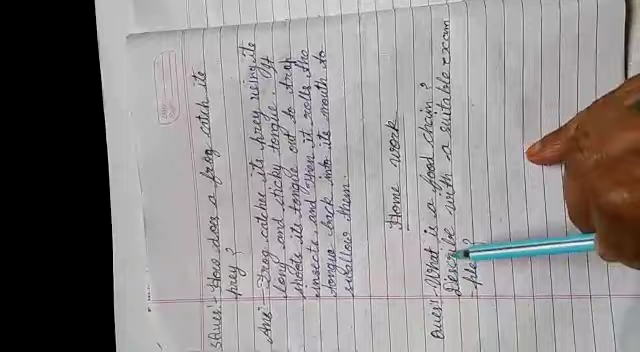 5Ques:- How does a frog catch its
prey ?
Ans:- Frog catches its prey using its
long and sticky tongue. It
shoots its tongue out to trap
insects and then it rolls the
tongue back into its mouth to
swallow them.
Home work
Ques:- What is a food chain ?
Describe with a suitable exam
-ple ?